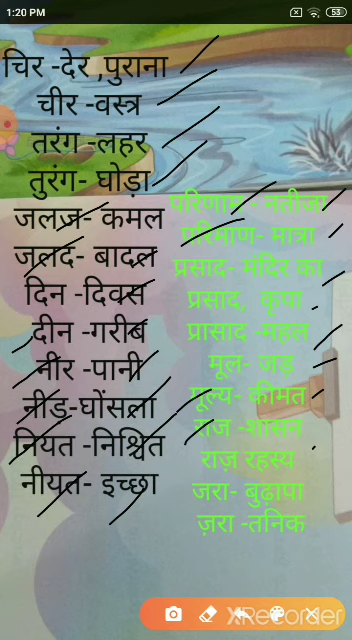 1:20 PM
53
चिर -देर ,पुराना
चीर -वस्त्र
तरंग -लहर
तुरंग- घोड़ा
जलज- कमल
जलद- बादल
दिन -दिवस
दीन -गरीब
नीर -पानी
नीड-घोंसला
नियत -निश्चित
नीयत- इच्छा
परिणाम - नतीजा
परिमाण- मात्रा
प्रसाद- मंदिर का
प्रसाद, कृपा
प्रासाद -महल
मूल- जड़
मूल्य- कीमत
राज -शासन
राज़ रहस्य
जरा- बुढापा
ज़रा -तनिक
XRecorder